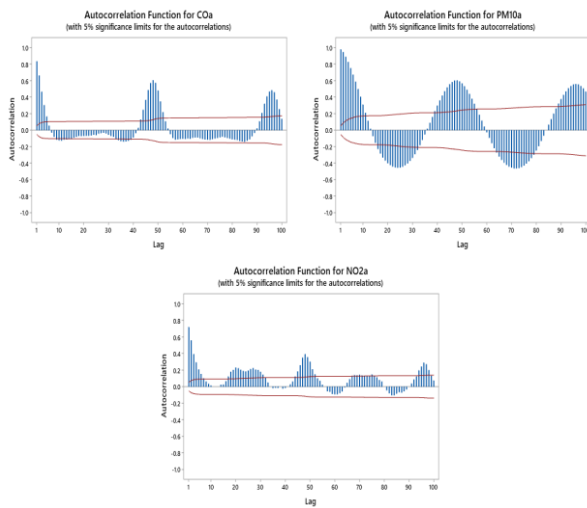 Autocorrelation Function for COa
(with 5% significance limits for the autocorrelations)
1.0
0.8
0.6
0.4
0.2
0.0
-0.2
-0.4
-0.6
-0.8
-1.0
Autocorrelation
1 10 20 30 40 50 60 70 80 90 100
Lag
Autocorrelation Function for PM10a
(with 5% significance limits for the autocorrelations)
1.0
0.8
0.6
0.4
0.2
0.0
-0.2
-0.4
-0.6
-0.8
-1.0
Autocorrelation
1 10 20 30 40 50 60 70 80 90 100
Lag
Autocorrelation Function for NO2a
(with 5% significance limits for the autocorrelations)
1.0
0.8
0.6
0.4
0.2
0.0
-0.2
-0.4
-0.6
-0.8
-1.0
Autocorrelation
1 10 20 30 40 50 60 70 80 90 100
Lag